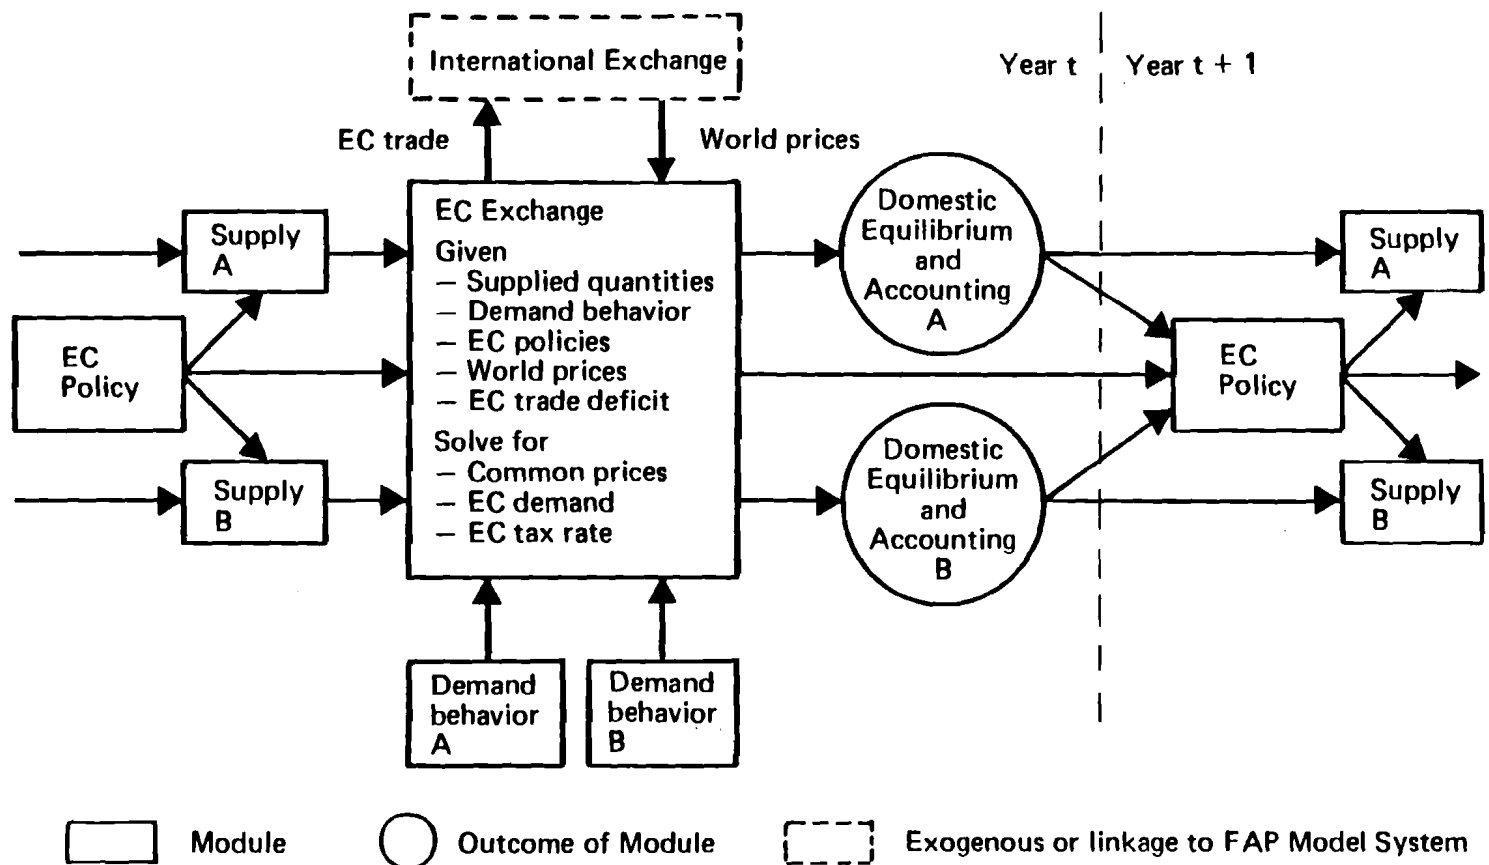 International Exchange
Year t
Year t + 1
EC trade
World prices
Supply
A
EC
Policy
Supply
B
EC Exchange
Given
– Supplied quantities
– Demand behavior
– EC policies
– World prices
– EC trade deficit
Solve for
– Common prices
– EC demand
– EC tax rate
Demand
behavior
A
Demand
behavior
B
Domestic
Equilibrium
and
Accounting
A
Domestic
Equilibrium
and
Accounting
B
Supply
A
EC
Policy
Supply
B
Module
Outcome of Module
Exogenous or linkage to FAP Model System